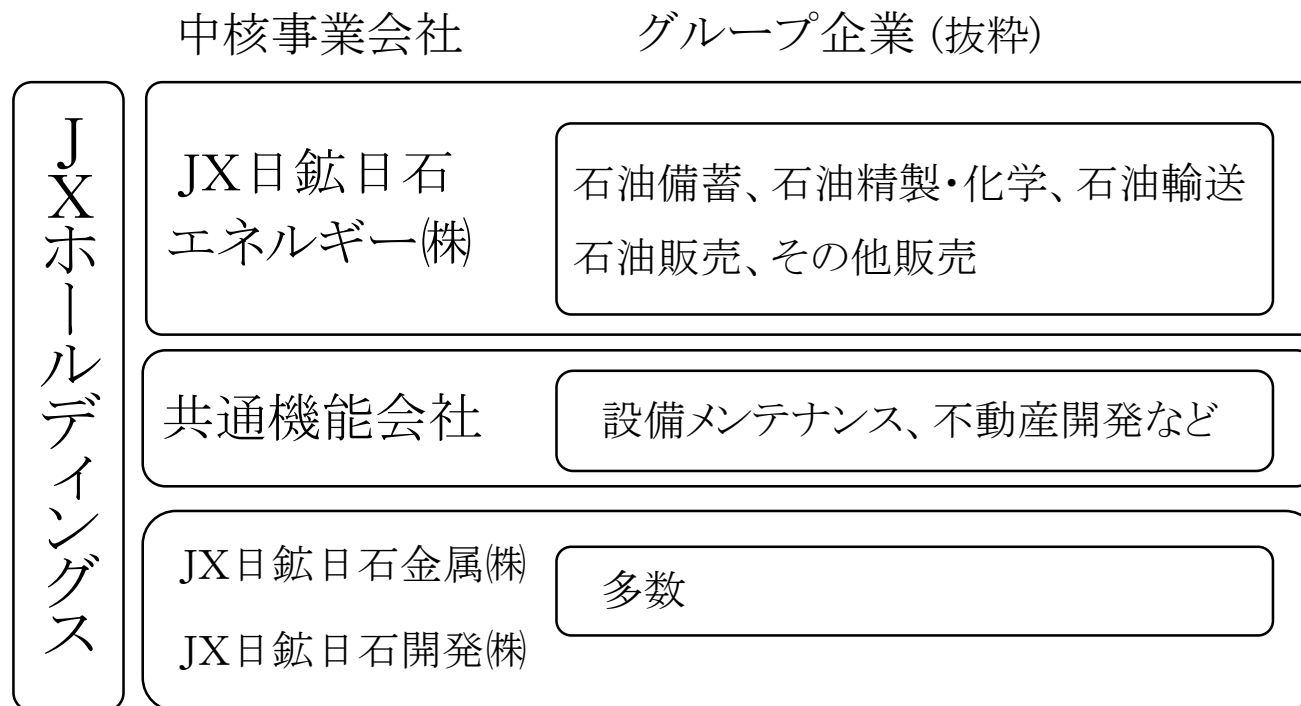 中核事業会社
グループ企業 (抜粋)
JXホールディングス
JX日鉱日石
エネルギー㈱
石油備蓄、石油精製・化学、石油輸送
石油販売、その他販売
共通機能会社
設備メンテナンス、不動産開発など
JX日鉱日石金属㈱
JX日鉱日石開発㈱
多数